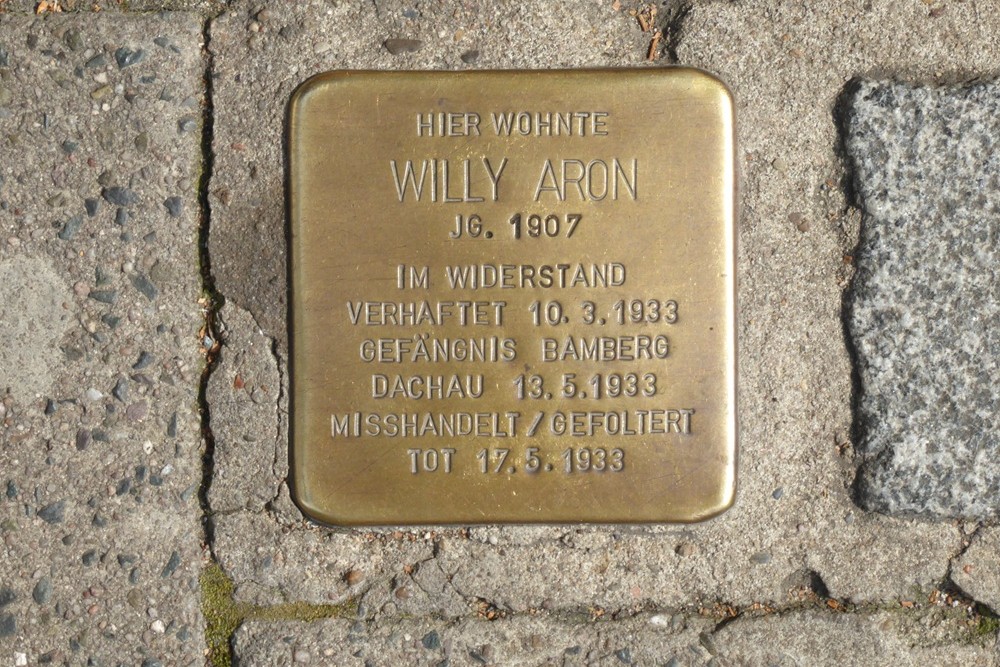 HIER WOHNTE
WILLY ARON
JG. 1907
IM WIDERSTAND
VERHAFTET 10. 3. 1933
GEFÄNGNIS BAMBERG
DACHAU 13. 5. 1933
MISSHANDELT / GEFOLTERT
TOT 17. 5. 1933